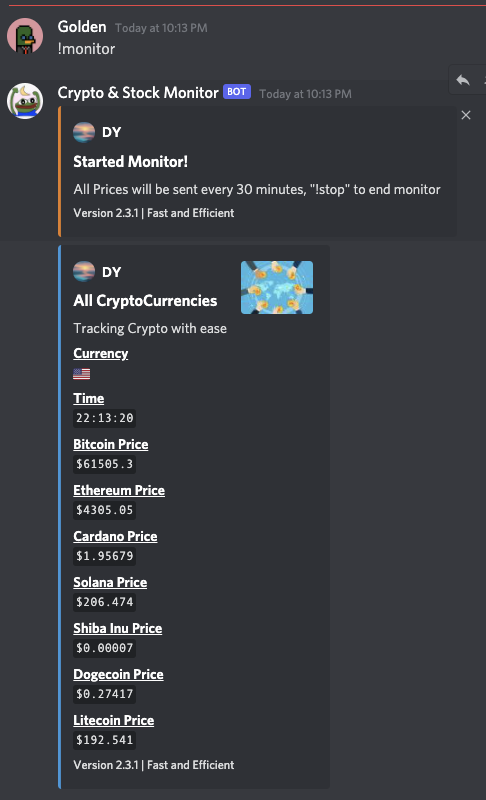 Golden Today at 10:13 PM
!monitor
Crypto & Stock Monitor BOT Today at 10:13 PM
DY
Started Monitor!
All Prices will be sent every 30 minutes, "!stop" to end monitor
Version 2.3.1 | Fast and Efficient
DY
All CryptoCurrencies
Tracking Crypto with ease
Currency
Time
22:13:20
Bitcoin Price
$61505.3
Ethereum Price
$4305.05
Cardano Price
$1.95679
Solana Price
$206.474
Shiba Inu Price
$0.00007
Dogecoin Price
$0.27417
Litecoin Price
$192.541
Version 2.3.1 | Fast and Efficient